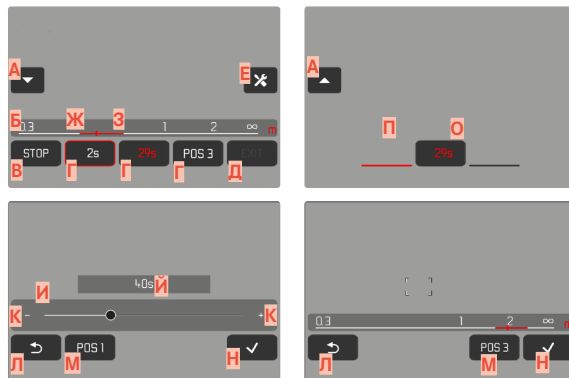 А
Е
Б Ж З
0.3 1 2 ∞ m
STOP 2s 29s POS 3 EXIT
В Г Г Г Д
А
П О
29s
40s Й
И
К - + К
POS 1
Л М Н
0.3 1 2 ∞ m
POS 3
Л М Н